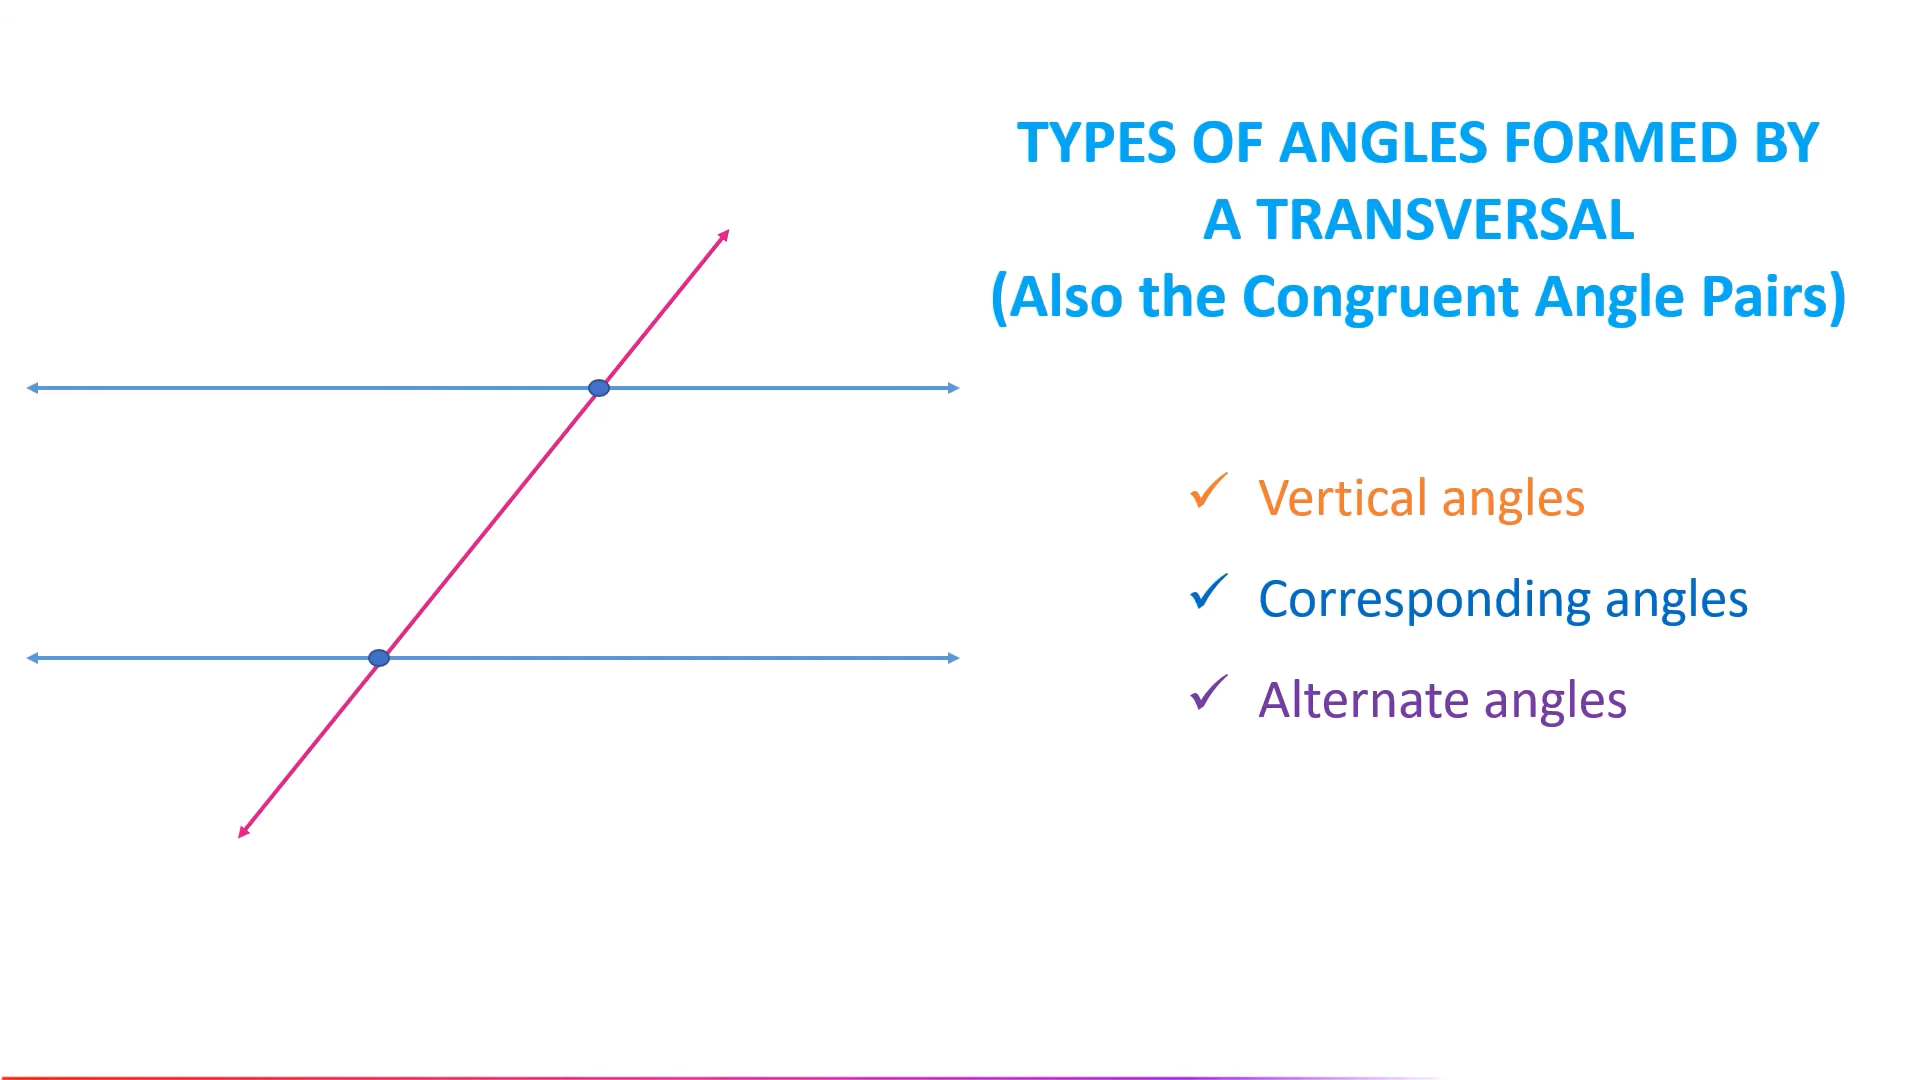 TYPES OF ANGLES FORMED BY
A TRANSVERSAL
(Also the Congruent Angle Pairs)
✓ Vertical angles
✓ Corresponding angles
✓ Alternate angles